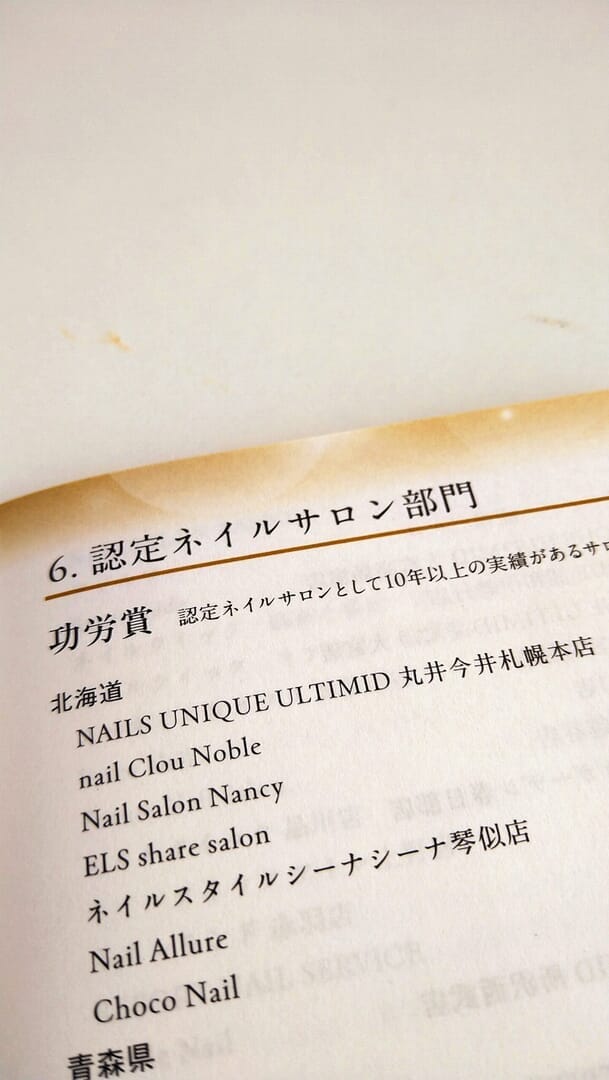 6. 認定ネイルサロン部門
功労賞 認定ネイルサロンとして10年以上の実績があるサロ
北海道
NAILS UNIQUE ULTIMID 丸井今井札幌本店
nail Clou Noble
Nail Salon Nancy
ELS share salon
ネイルスタイルシーナシーナ琴似店
Nail Allure
Choco Nail
青森県